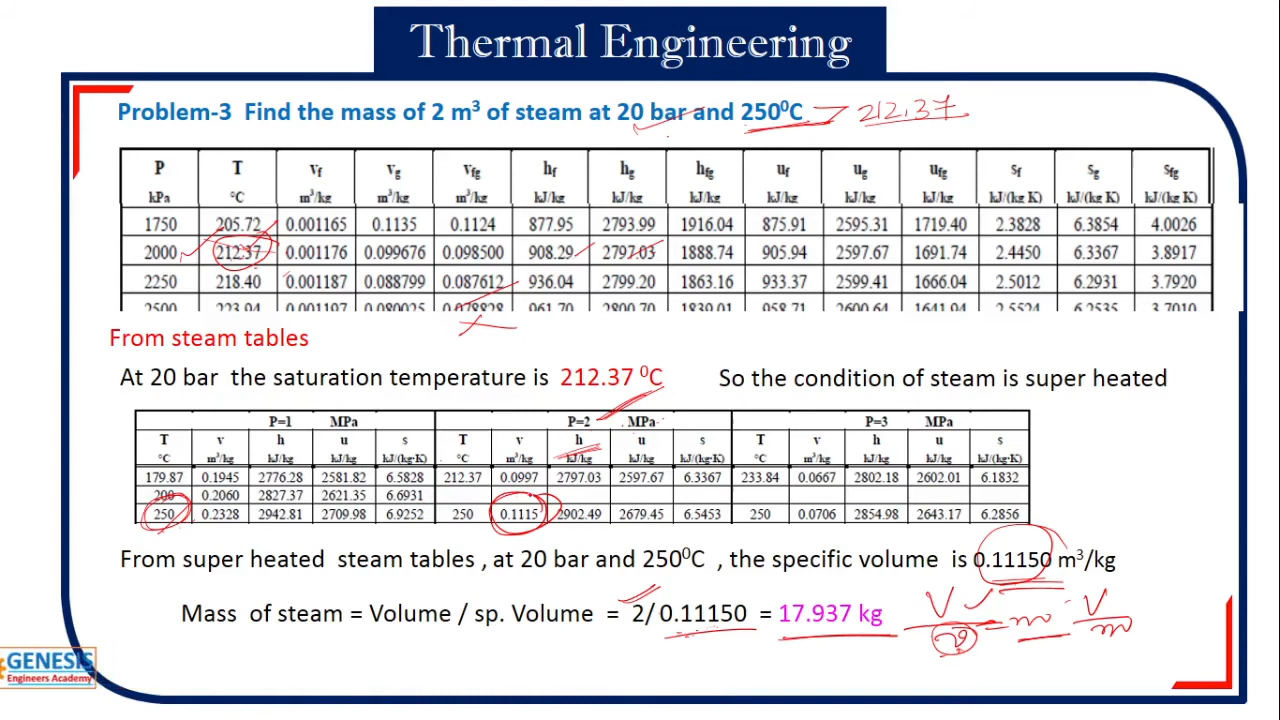 Thermal Engineering
Problem-3 Find the mass of 2 m³ of steam at 20 bar and 250⁰C > 212.37
P T vf vg vfg hf hg hfg uf ug ufg sf sg sfg
kPa °C m³/kg m³/kg m³/kg kJ/kg kJ/kg kJ/kg kJ/kg kJ/kg kJ/kg kJ/(kg K) kJ/(kg K) kJ/(kg K)
1750 205.72 0.001165 0.1135 0.1124 877.95 2793.99 1916.04 875.91 2595.31 1719.40 2.3828 6.3854 4.0026
2000 212.37 0.001176 0.099676 0.098500 908.29 2797.03 1888.74 905.94 2597.67 1691.74 2.4450 6.3367 3.8917
2250 218.40 0.001187 0.088799 0.087612 936.04 2799.20 1863.16 933.37 2599.41 1666.04 2.5012 6.2931 3.7920
2500 223.94 0.001197 0.080025 0.078828 961.70 2800.70 1839.01 958.71 2600.64 1641.94 2.5524 6.2535 3.7010
From steam tables
At 20 bar the saturation temperature is 212.37 ⁰C So the condition of steam is super heated
P=1 MPa P=2 MPa P=3 MPa
T v h u s T v h u s T v h u s
°C m³/kg kJ/kg kJ/kg kJ/(kg·K) °C m³/kg kJ/kg kJ/kg kJ/(kg·K) °C m³/kg kJ/kg kJ/kg kJ/(kg·K)
179.87 0.1945 2776.28 2581.82 6.5828 212.37 0.0997 2797.03 2597.67 6.3367 233.84 0.0667 2802.18 2602.01 6.1832
200 0.2060 2827.37 2621.35 6.6931
250 0.2328 2942.81 2709.98 6.9252 250 0.1115 2902.49 2679.45 6.5453 250 0.0706 2854.98 2643.17 6.2856
From super heated steam tables , at 20 bar and 250⁰C , the specific volume is 0.11150 m³/kg
Mass of steam = Volume / sp. Volume = 2/ 0.11150 = 17.937 kg V/v = m V/m
GENESIS
Engineers Academy